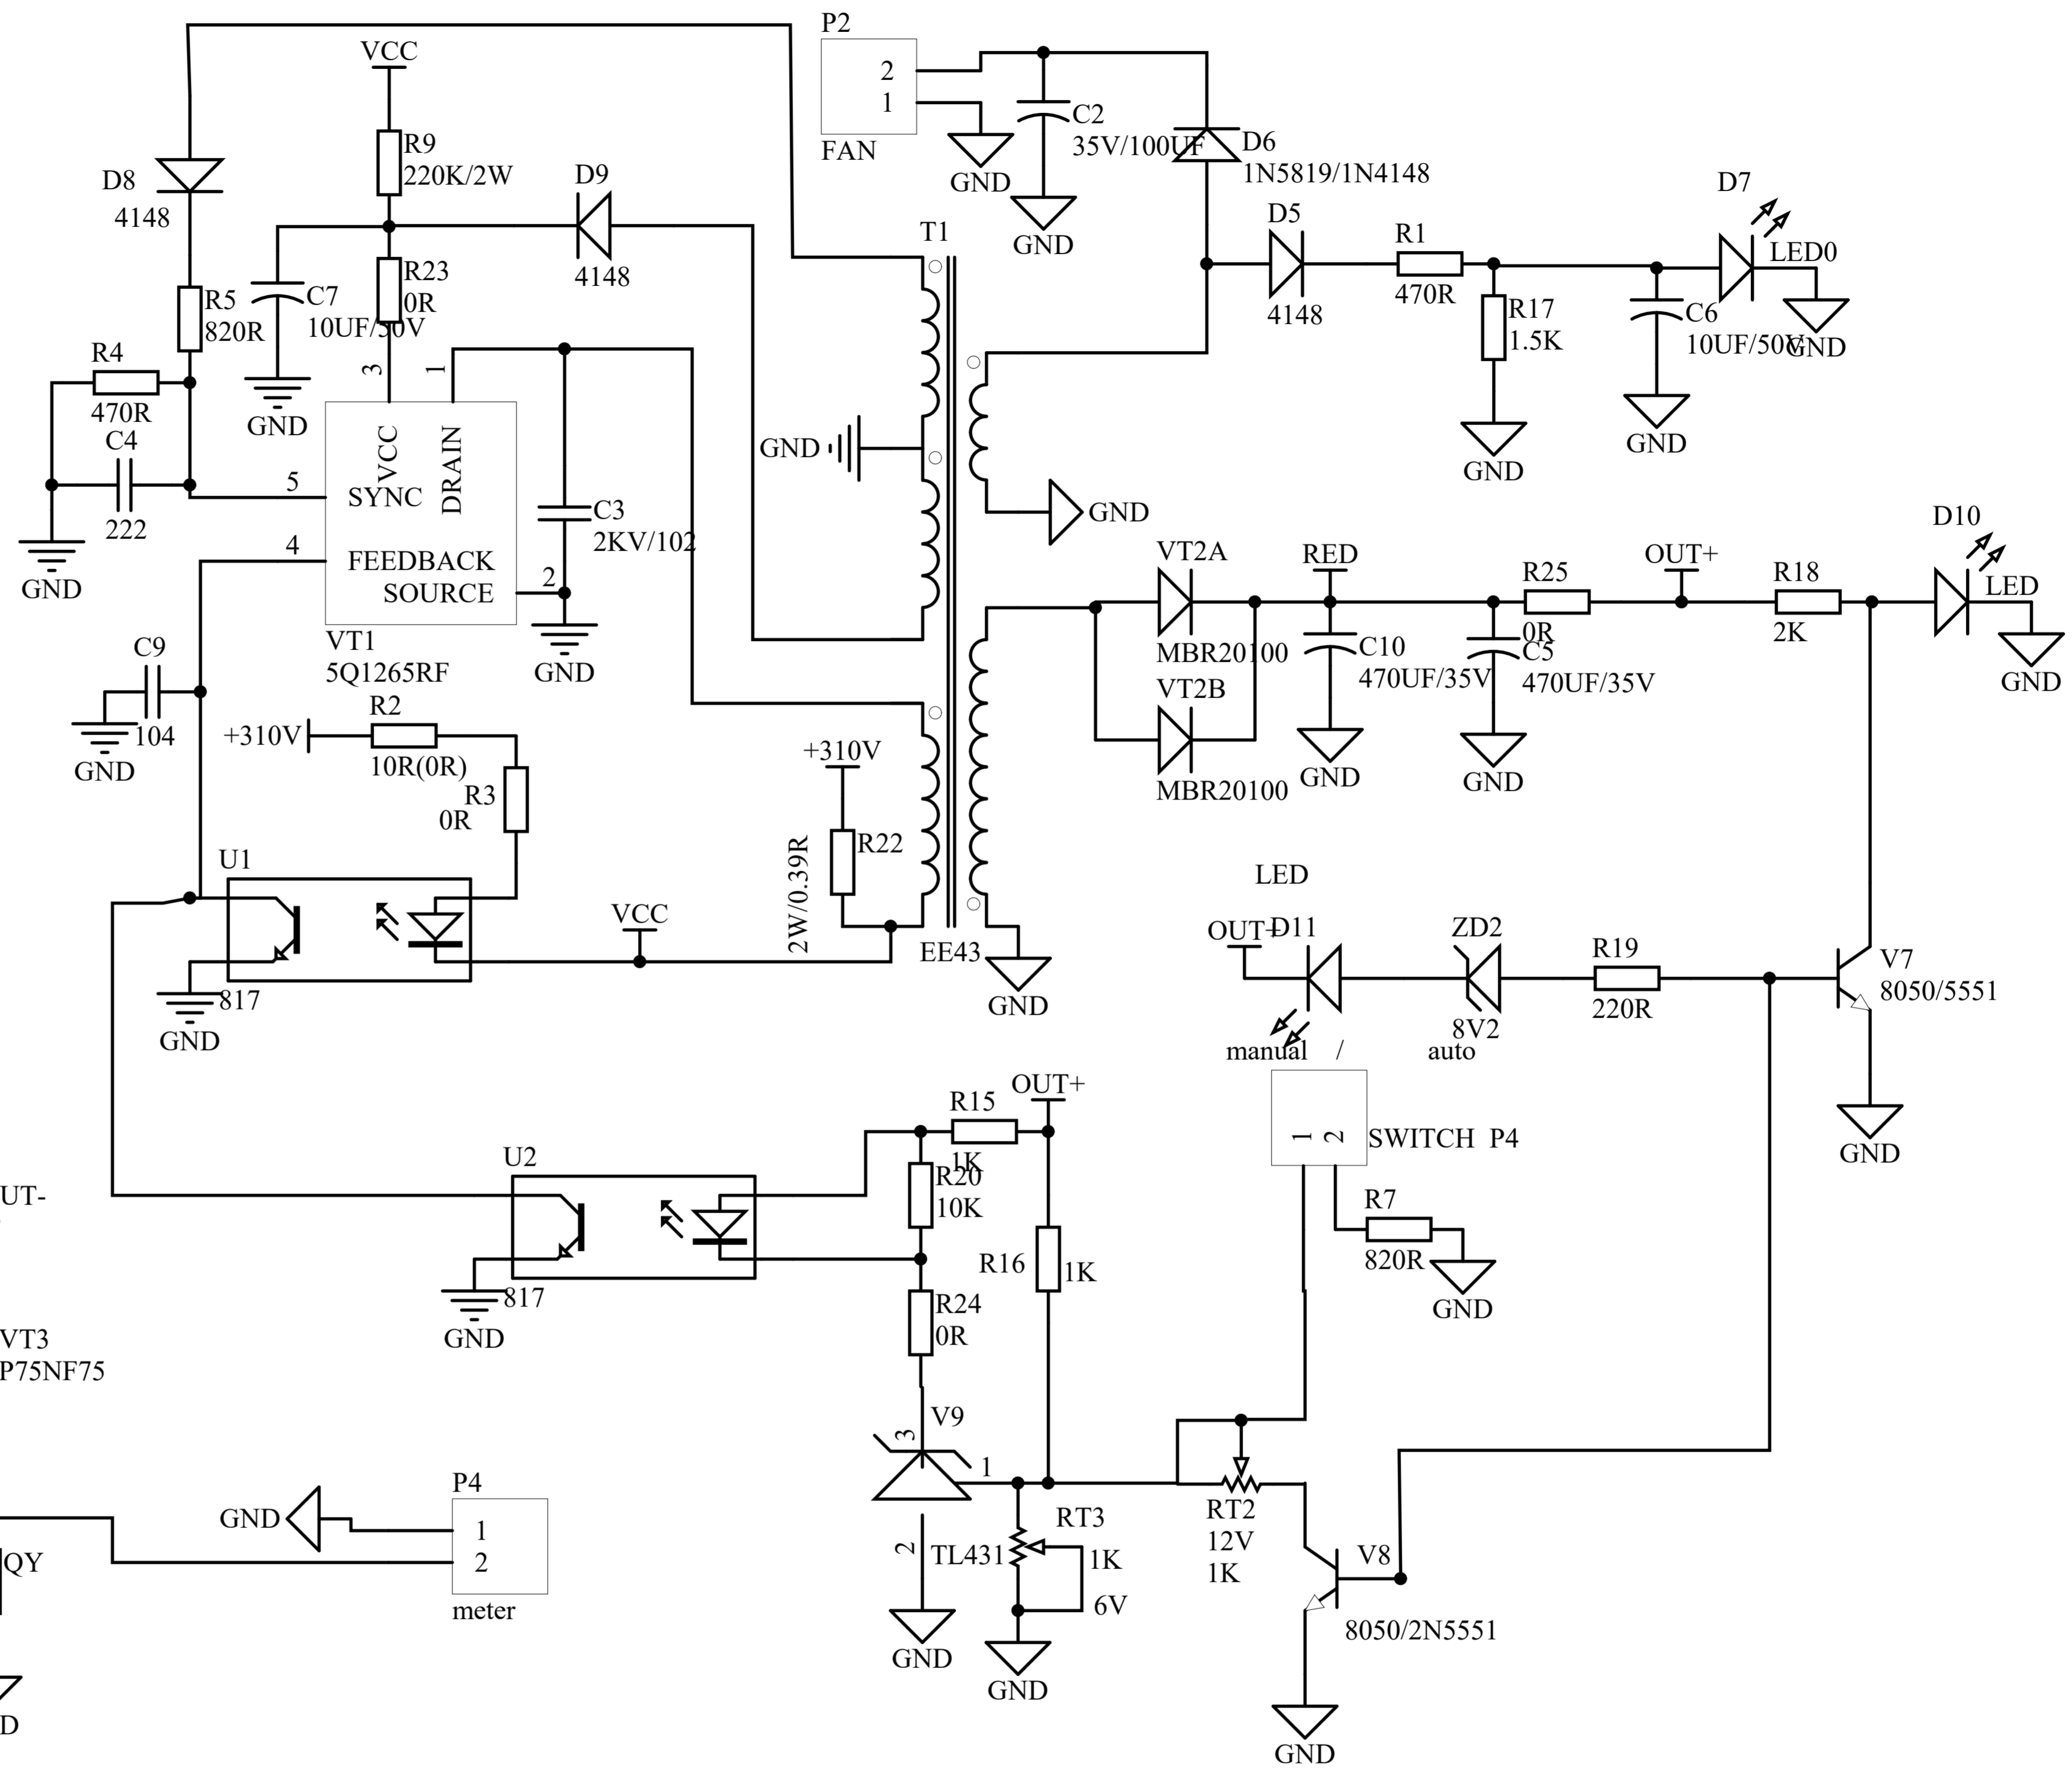 P2
VCC
2
1
C2
35V/100UF
FAN
GND
GND
D6
1N5819/1N4148
D7
LED0
R9
220K/2W
D8
4148
D9
4148
T1
D5
4148
R1
470R
R17
1.5K
C6
10UF/50V
GND
GND
GND
R5
820R
C7
10UF/50V
R23
0R
R4
470R
C4
222
GND
GND
3
1
5
4
2
VCC
DRAIN
SYNC
FEEDBACK
SOURCE
VT1
5Q1265RF
C3
2KV/102
GND
GND
GND
C9
104
GND
+310V
R2
10R(0R)
R3
0R
+310V
R22
2W/0.39R
VT2A
MBR20100
VT2B
MBR20100
RED
C10
470UF/35V
GND
R25
0R
C5
470UF/35V
GND
OUT+
R18
2K
D10
LED
GND
U1
817
GND
VCC
EE43
GND
LED
OUT+
D11
ZD2
8V2
R19
220R
V7
8050/5551
GND
manual / auto
1
2
SWITCH P4
R7
820R
GND
OUT+
R15
1K
R20
10K
U2
817
GND
R16
1K
R24
0R
UT-
VT3
P75NF75
V9
3
1
2
TL431
GND
RT3
1K
6V
GND
RT2
12V
1K
V8
8050/2N5551
GND
P4
GND
1
2
meter
QY
D